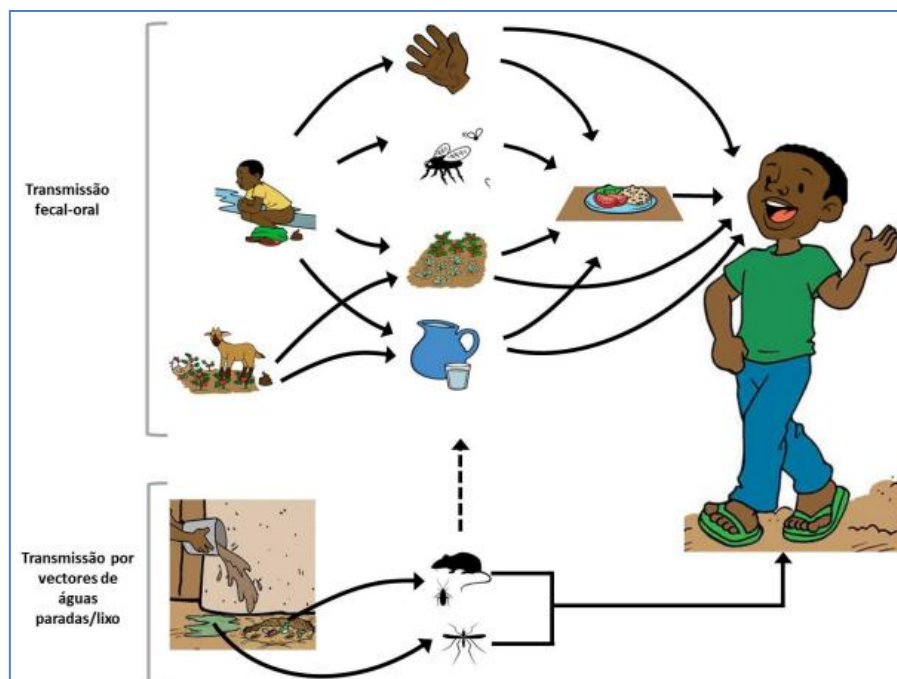 Transmissão
fecal-oral
Transmissão por
vectores de
águas
paradas/lixo